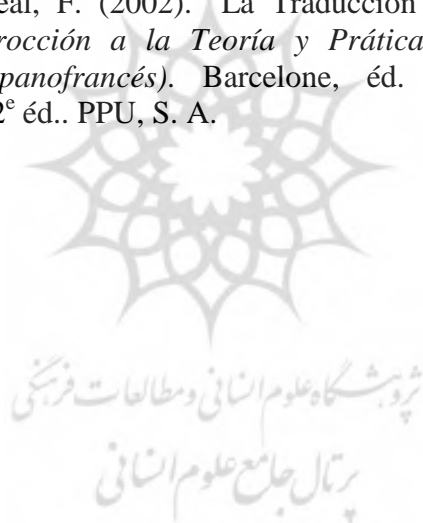 eal, F. (2002). La Traducción
rocción a la Teoría y Prática
panofrancés). Barcelone, éd.
2e éd.. PPU, S. A.
پژوهشگاه علوم انسانی و مطالعات فرهنگی
پرتال جامع علوم انسانی